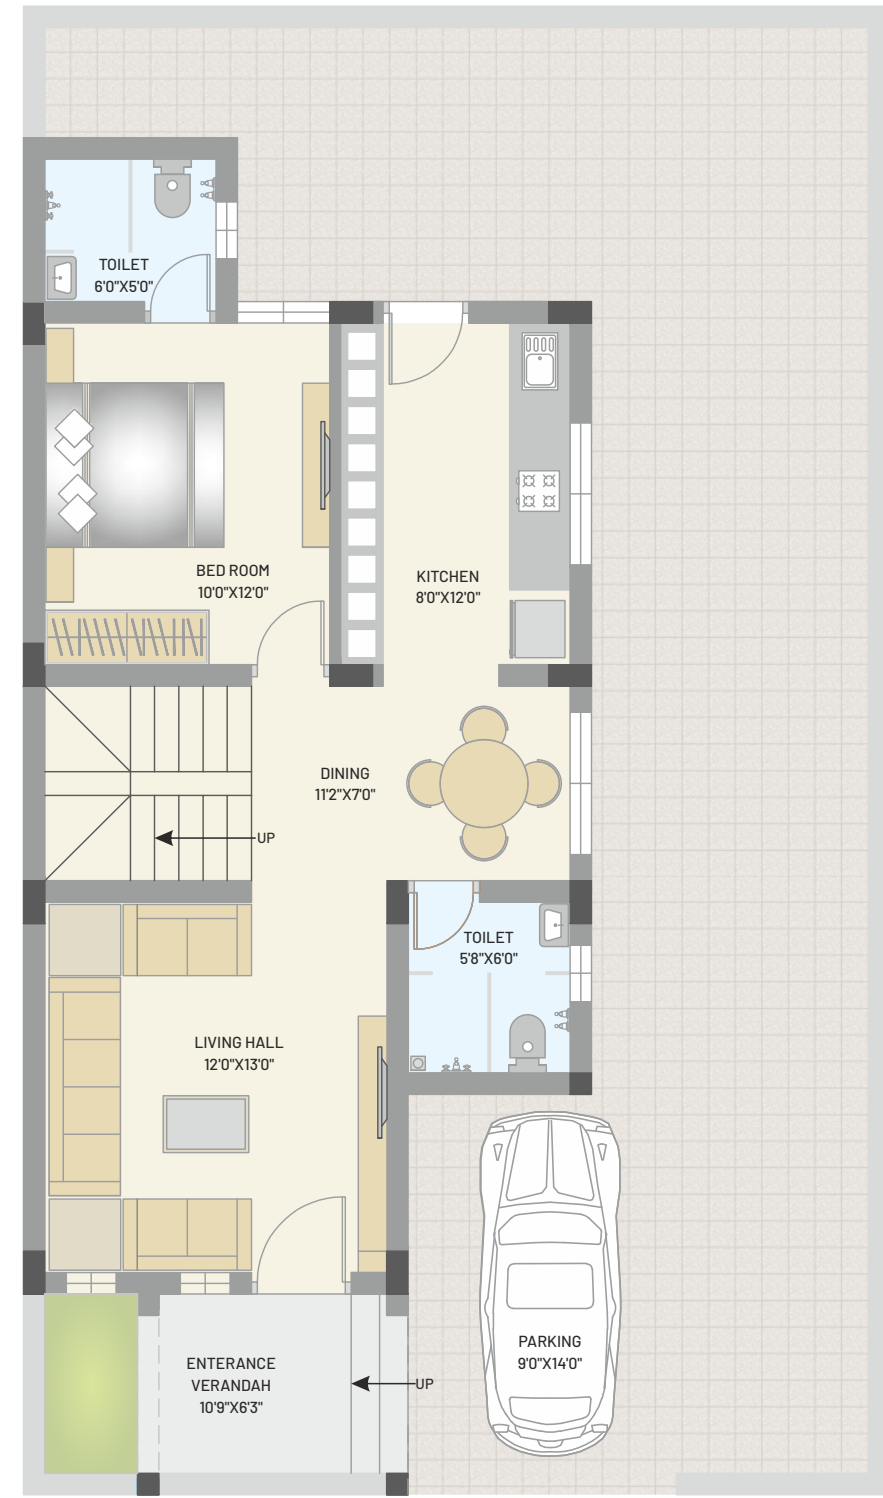 TOILET
6'0"X5'0"
BED ROOM
10'0"X12'0"
KITCHEN
8'0"X12'0"
DINING
11'2"X7'0"
UP
TOILET
5'8"X6'0"
LIVING HALL
12'0"X13'0"
PARKING
9'0"X14'0"
ENTERANCE
VERANDAH
10'9"X6'3"
UP